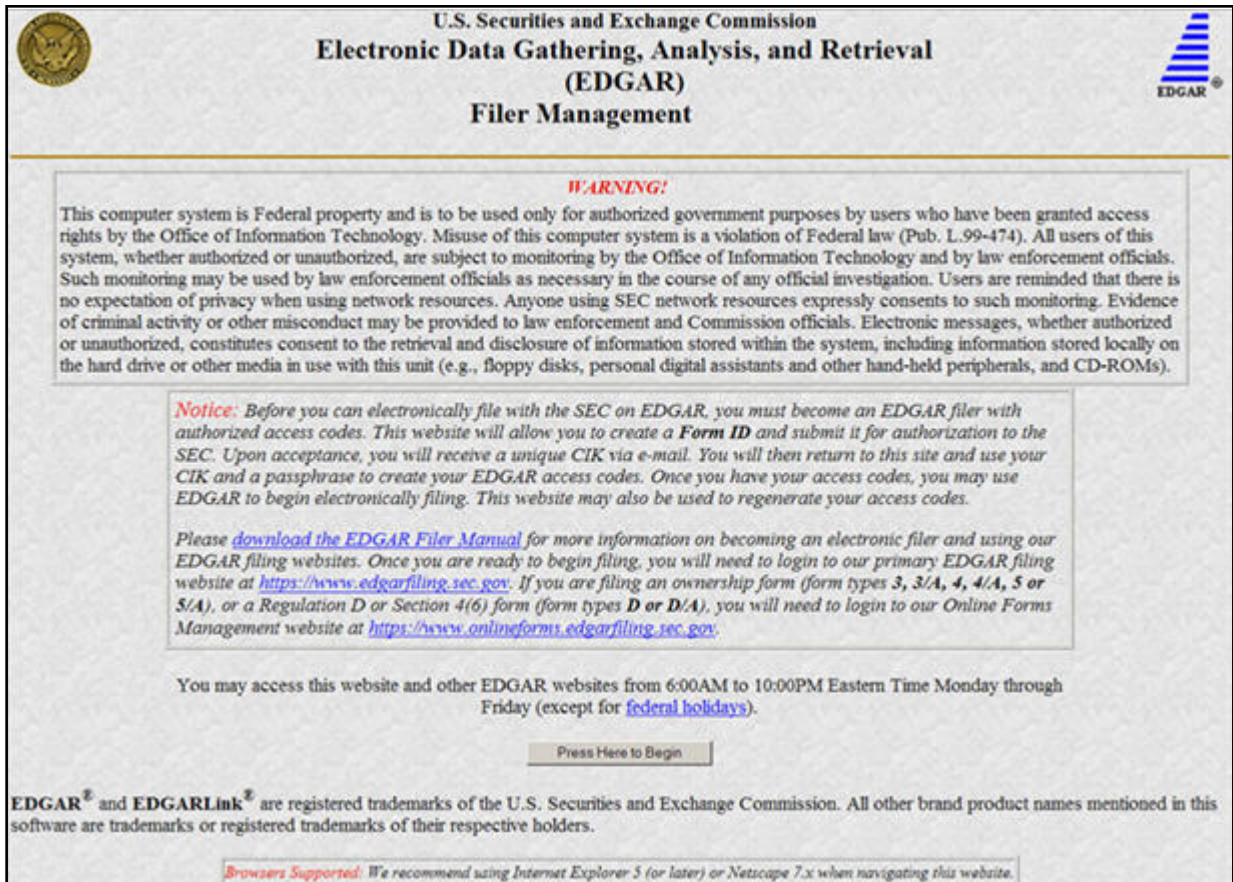 U.S. Securities and Exchange Commission
Electronic Data Gathering, Analysis, and Retrieval
(EDGAR)
Filer Management
EDGAR ®
WARNING!
This computer system is Federal property and is to be used only for authorized government purposes by users who have been granted access
rights by the Office of Information Technology. Misuse of this computer system is a violation of Federal law (Pub. L.99-474). All users of this
system, whether authorized or unauthorized, are subject to monitoring by the Office of Information Technology and by law enforcement officials.
Such monitoring may be used by law enforcement officials as necessary in the course of any official investigation. Users are reminded that there is
no expectation of privacy when using network resources. Anyone using SEC network resources expressly consents to such monitoring. Evidence
of criminal activity or other misconduct may be provided to law enforcement and Commission officials. Electronic messages, whether authorized
or unauthorized, constitutes consent to the retrieval and disclosure of information stored within the system, including information stored locally on
the hard drive or other media in use with this unit (e.g., floppy disks, personal digital assistants and other hand-held peripherals, and CD-ROMs).
Notice: Before you can electronically file with the SEC on EDGAR, you must become an EDGAR filer with
authorized access codes. This website will allow you to create a Form ID and submit it for authorization to the
SEC. Upon acceptance, you will receive a unique CIK via e-mail. You will then return to this site and use your
CIK and a passphrase to create your EDGAR access codes. Once you have your access codes, you may use
EDGAR to begin electronically filing. This website may also be used to regenerate your access codes.
Please download the EDGAR Filer Manual for more information on becoming an electronic filer and using our
EDGAR filing websites. Once you are ready to begin filing, you will need to login to our primary EDGAR filing
website at https://www.edgarfiling.sec.gov. If you are filing an ownership form (form types 3, 3/A, 4, 4/A, 5 or
5/A), or a Regulation D or Section 4(6) form (form types D or D/A), you will need to login to our Online Forms
Management website at https://www.onlineforms.edgarfiling.sec.gov.
You may access this website and other EDGAR websites from 6:00AM to 10:00PM Eastern Time Monday through
Friday (except for federal holidays).
Press Here to Begin
EDGAR® and EDGARLink® are registered trademarks of the U.S. Securities and Exchange Commission. All other brand product names mentioned in this
software are trademarks or registered trademarks of their respective holders.
Browsers Supported: We recommend using Internet Explorer 5 (or later) or Netscape 7.x when navigating this website.